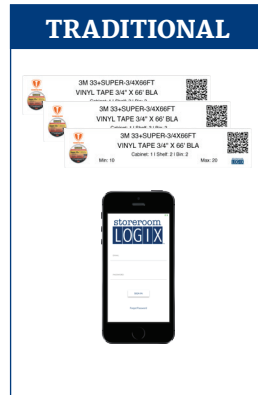 TRADITIONAL
3M 33+SUPER-3/4X66FT
VINYL TAPE 3/4" X 66' BLA
3M 33+SUPER-3/4X66FT
VINYL TAPE 3/4" X 66' BLA
3M 33+SUPER-3/4X66FT
VINYL TAPE 3/4" X 66' BLA
Cabinet: 1 | Shelf: 2 | Bin: 2
Min: 10
Max: 20
storeroom
LOGIX